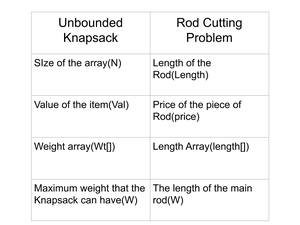 Unbounded
Knapsack
Rod Cutting
Problem
SIze of the array(N)
Length of the
Rod(Length)
Value of the item(Val)
Price of the piece of
Rod(price)
Weight array(Wt[])
Length Array(length[])
Maximum weight that the
Knapsack can have(W)
The length of the main
rod(W)